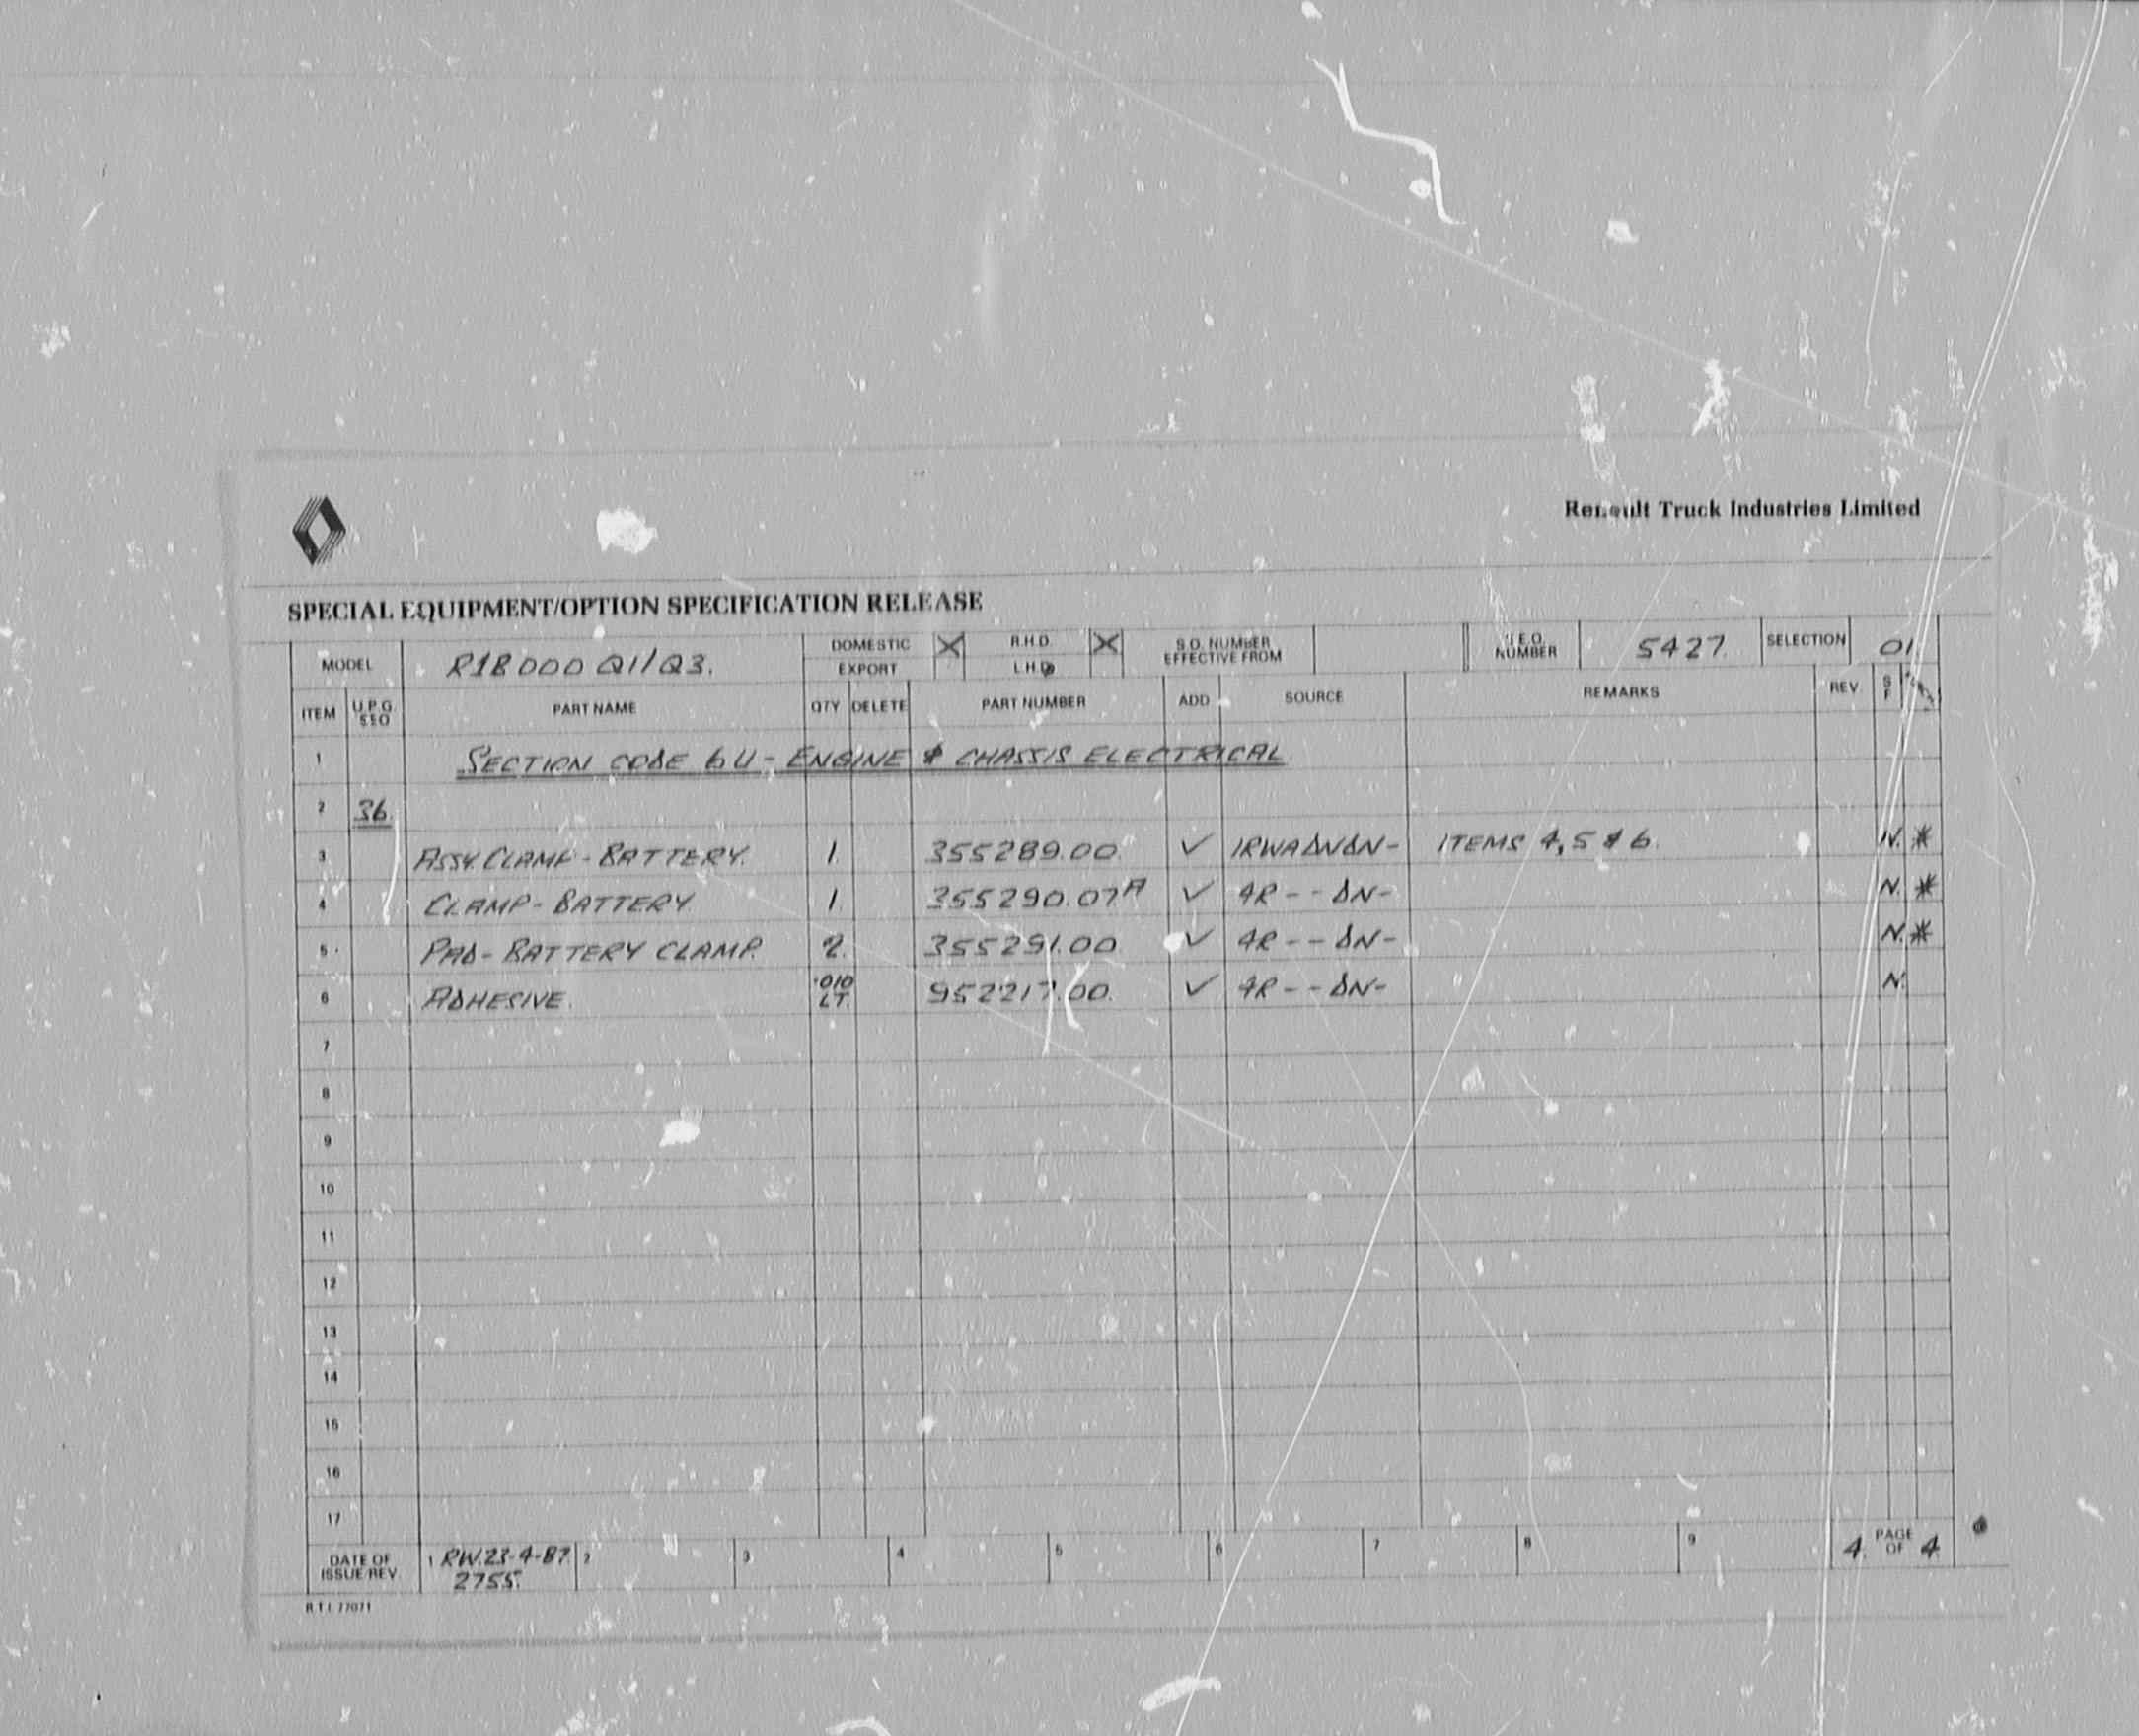 Renault Truck Industries Limited
SPECIAL EQUIPMENT/OPTION SPECIFICATION RELEASE
MODEL R18000 Q1/Q3. DOMESTIC X R.H.D. X S.O. NUMBER EFFECTIVE FROM S.E.O. NUMBER 5427. SELECTION 01
EXPORT L.H.D.
ITEM U.P.G. S.S.O PART NAME QTY DELETE PART NUMBER ADD SOURCE REMARKS REV. S F
1 SECTION CODE 6U - ENGINE & CHASSIS ELECTRICAL
2 36.
3 ASSY. CLAMP - BATTERY. 1. 355289.00. ✓ 1RWADNDN- ITEMS 4, 5 & 6. N. *
4 CLAMP - BATTERY 1. 355290.07A ✓ 4R--DN- N. *
5 PAD - BATTERY CLAMP. 2. 355291.00. ✓ 4R--DN- N. *
6 ADHESIVE. .010 LT. 952217.00. ✓ 4R--DN- N.
7
8
9
10
11
12
13
14
15
16
17
DATE OF ISSUE/REV 1 RW.23-4-87 2755. 2 3 4 5 6 7 8 9 4. PAGE OF 4
R.T.I. 77071